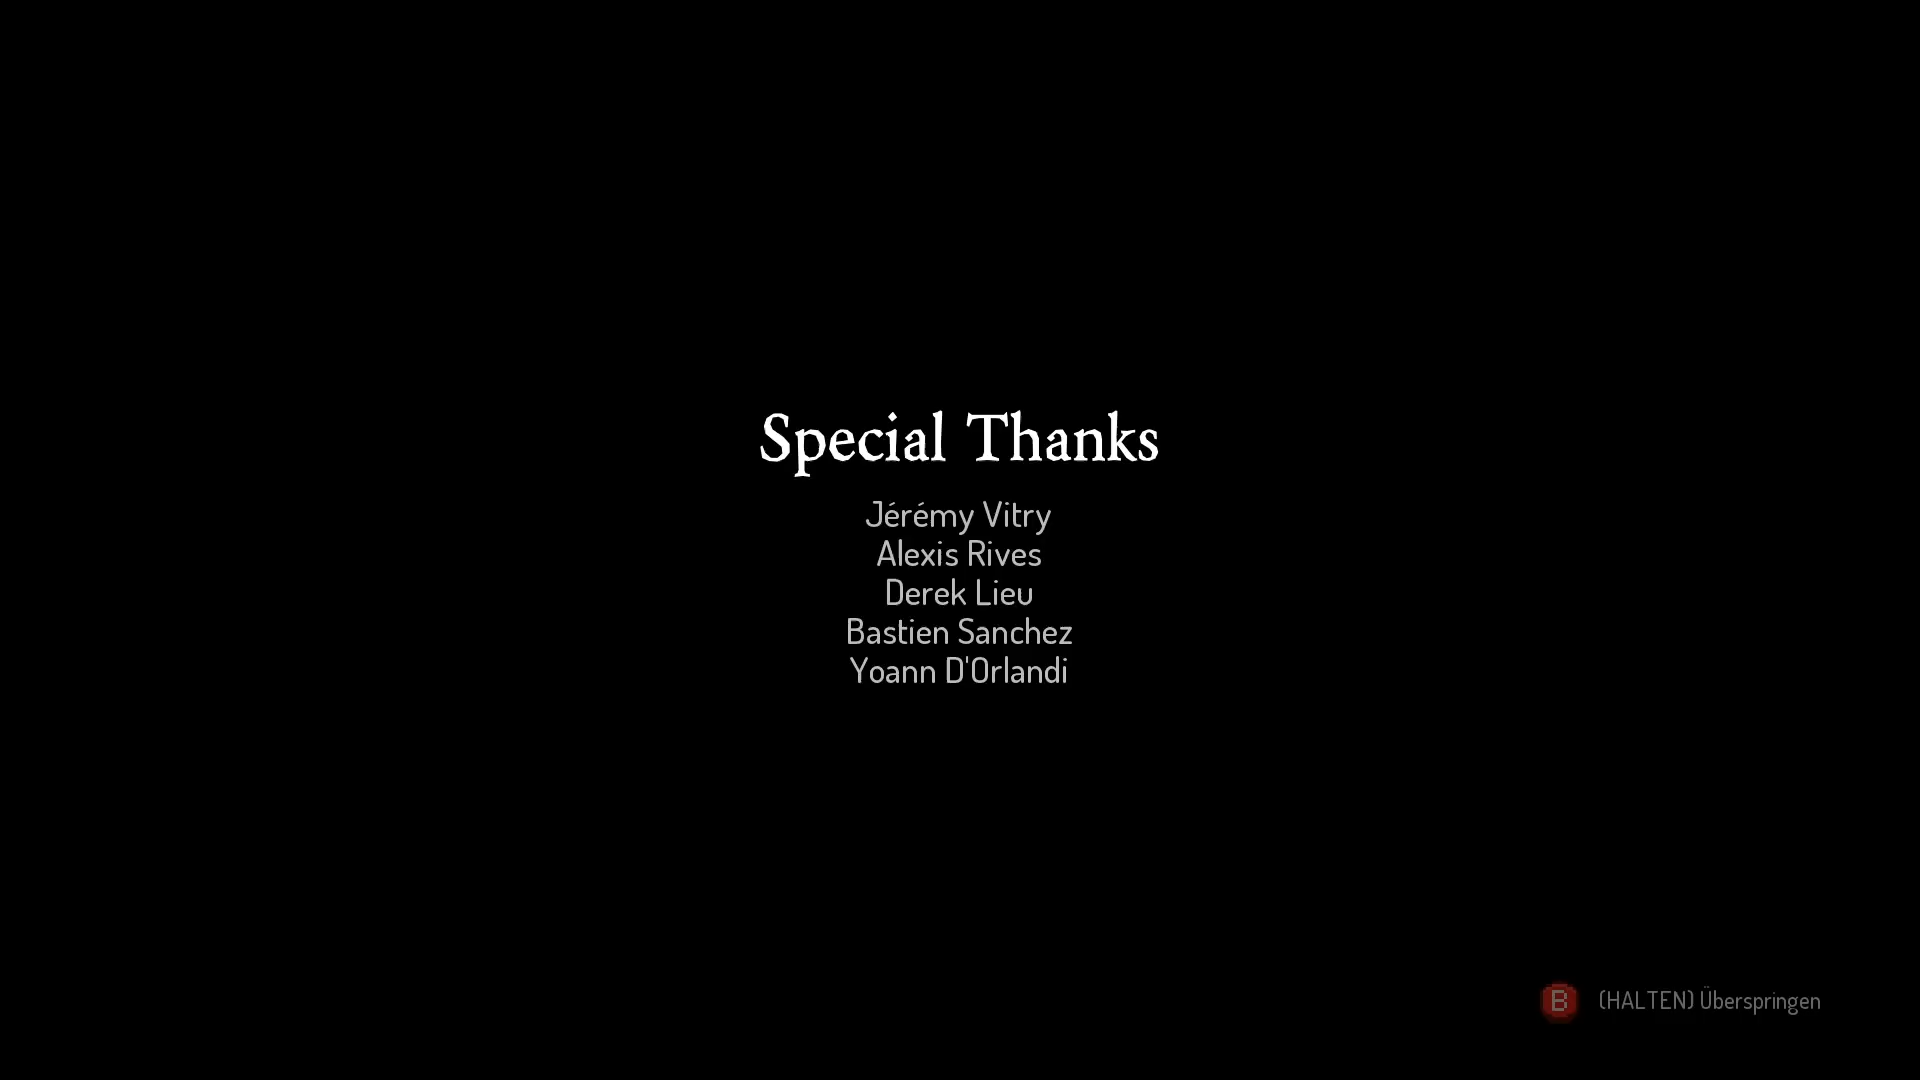 Special Thanks
Jérémy Vitry
Alexis Rives
Derek Lieu
Bastien Sanchez
Yoann D'Orlandi
B (HALTEN) Überspringen